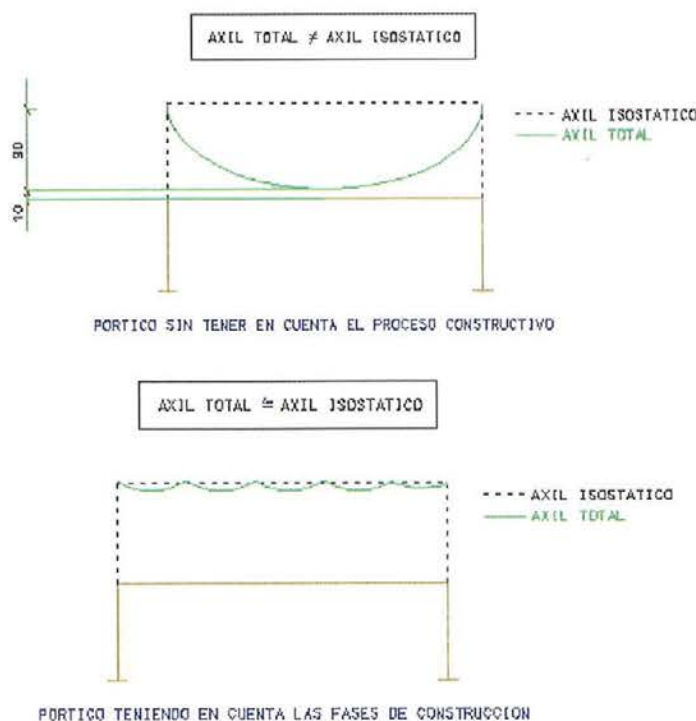 AXIL TOTAL ≠ AXIL ISOSTATICO
AXIL ISOSTATICO
AXIL TOTAL
90
10
PORTICO SIN TENER EN CUENTA EL PROCESO CONSTRUCTIVO
AXIL TOTAL ≅ AXIL ISOSTATICO
AXIL ISOSTATICO
AXIL TOTAL
PORTICO TENIENDO EN CUENTA LAS FASES DE CONSTRUCCION